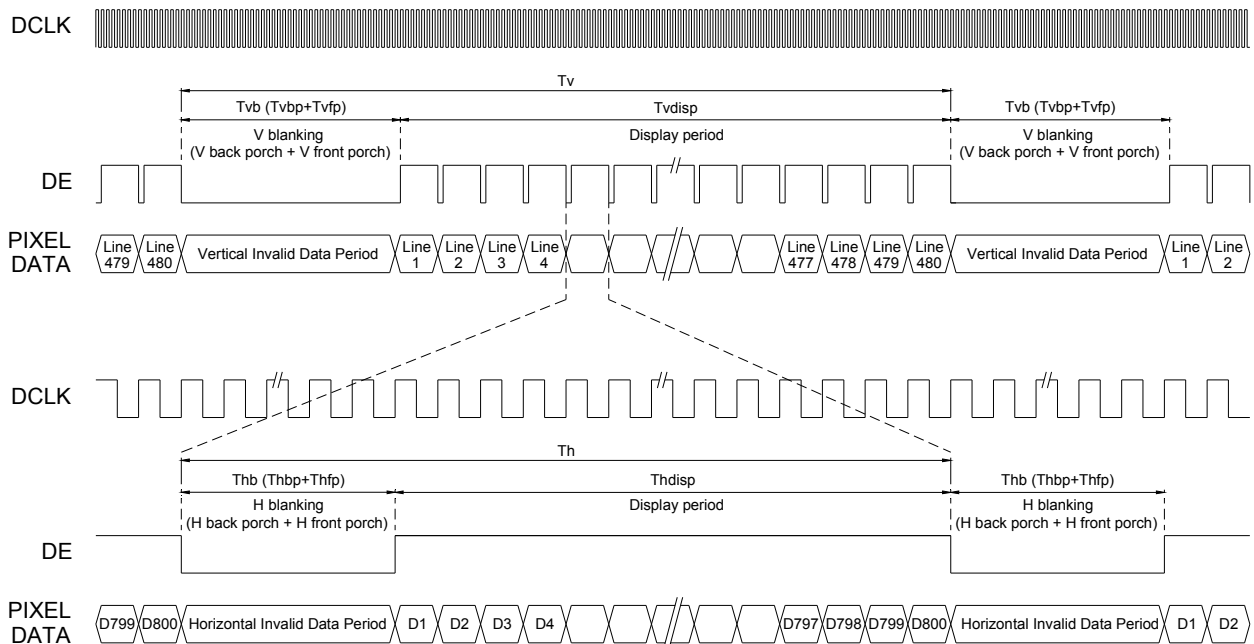 DCLK
Tv
Tvb (Tvbp+Tvfp)
Tvdisp
Tvb (Tvbp+Tvfp)
V blanking
(V back porch + V front porch)
Display period
V blanking
(V back porch + V front porch)
DE
PIXEL
DATA
Line
479
Line
480
Vertical Invalid Data Period
Line
1
Line
2
Line
3
Line
4
Line
477
Line
478
Line
479
Line
480
Vertical Invalid Data Period
Line
1
Line
2
DCLK
Th
Thb (Thbp+Thfp)
Thdisp
Thb (Thbp+Thfp)
H blanking
(H back porch + H front porch)
Display period
H blanking
(H back porch + H front porch)
DE
PIXEL
DATA
D799
D800
Horizontal Invalid Data Period
D1
D2
D3
D4
D797
D798
D799
D800
Horizontal Invalid Data Period
D1
D2